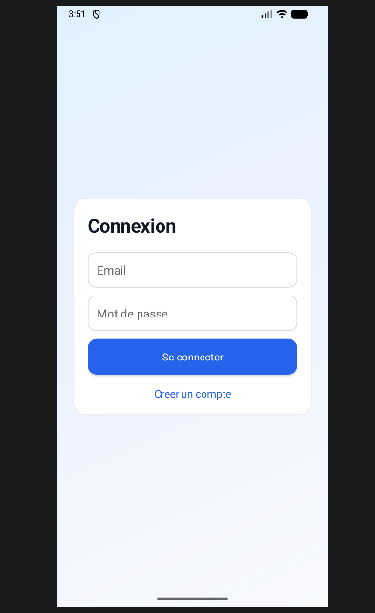 3:51
Connexion
Email
Mot de passe
Se connecter
Creer un compte